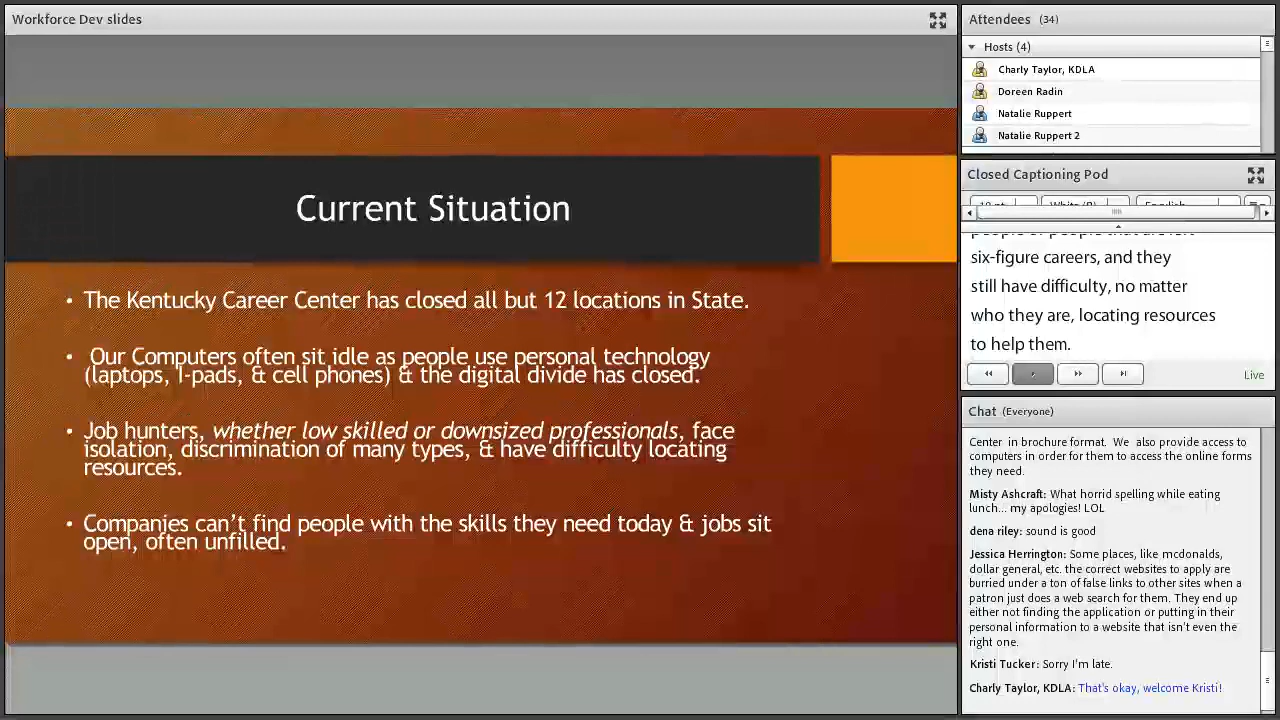 Workforce Dev slides
Current Situation
• The Kentucky Career Center has closed all but 12 locations in State.
• Our Computers often sit idle as people use personal technology
(laptops, I-pads, & cell phones) & the digital divide has closed.
• Job hunters, whether low skilled or downsized professionals, face
isolation, discrimination of many types, & have difficulty locating
resources.
• Companies can't find people with the skills they need today & jobs sit
open, often unfilled.
Attendees (34)
Hosts (4)
Charly Taylor, KDLA
Doreen Radin
Natalie Ruppert
Natalie Ruppert 2
Closed Captioning Pod
six-figure careers, and they
still have difficulty, no matter
who they are, locating resources
to help them.
Live
Chat (Everyone)
Center in brochure format. We also provide access to
computers in order for them to access the online forms
they need.
Misty Ashcraft: What horrid spelling while eating
lunch... my apologies! LOL
dena riley: sound is good
Jessica Herrington: Some places, like mcdonalds,
dollar general, etc. the correct websites to apply are
burried under a ton of false links to other sites when a
patron just does a web search for them. They end up
either not finding the application or putting in their
personal information to a website that isn't even the
right one.
Kristi Tucker: Sorry I'm late.
Charly Taylor, KDLA: That's okay, welcome Kristi!